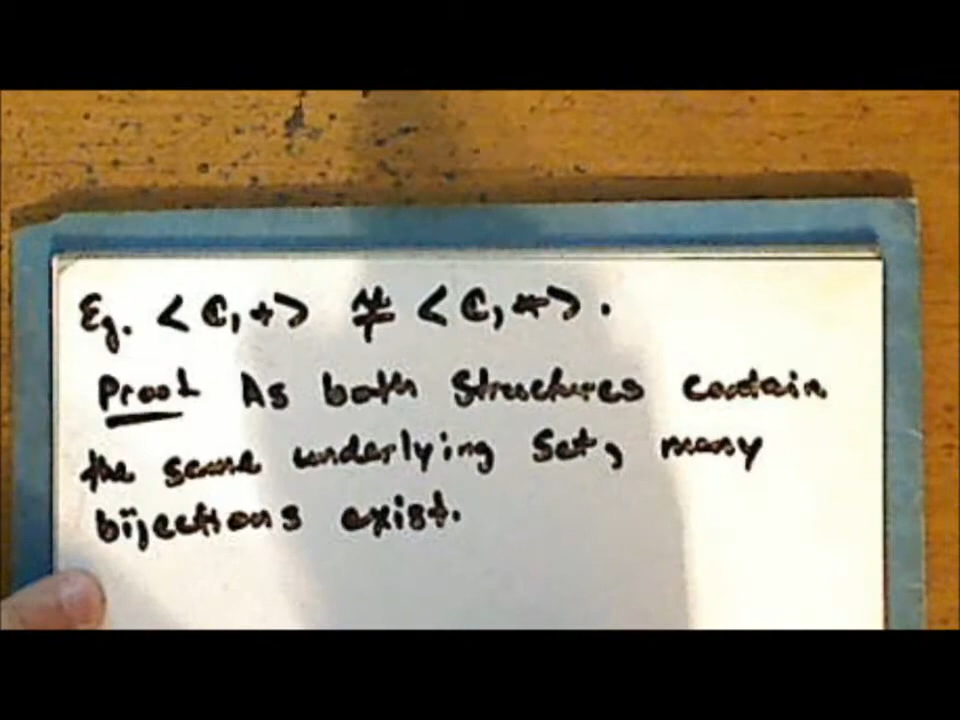 Eg. <ℂ, +> ≄ <ℂ, *>.
Proof As both structures contain
the same underlying set, many
bijections exist.